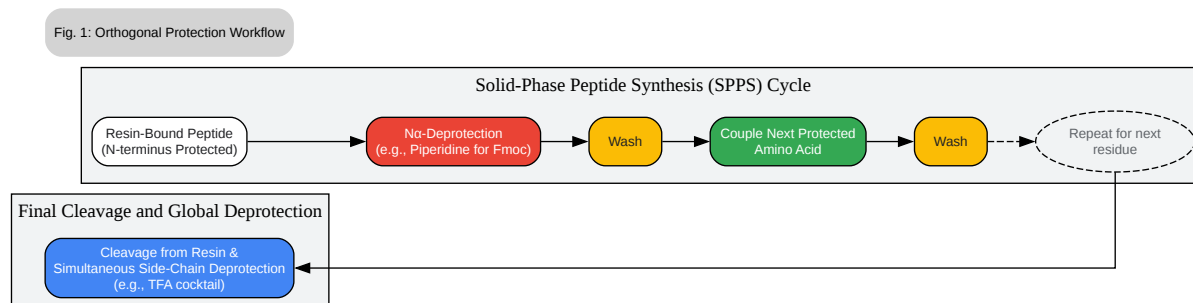 Fig. 1: Orthogonal Protection Workflow
Solid-Phase Peptide Synthesis (SPPS) Cycle
Resin-Bound Peptide
(N-terminus Protected)
Nα-Deprotection
(e.g., Piperidine for Fmoc)
Wash
Couple Next Protected
Amino Acid
Wash
Repeat for next
residue
Final Cleavage and Global Deprotection
Cleavage from Resin &
Simultaneous Side-Chain Deprotection
(e.g., TFA cocktail)